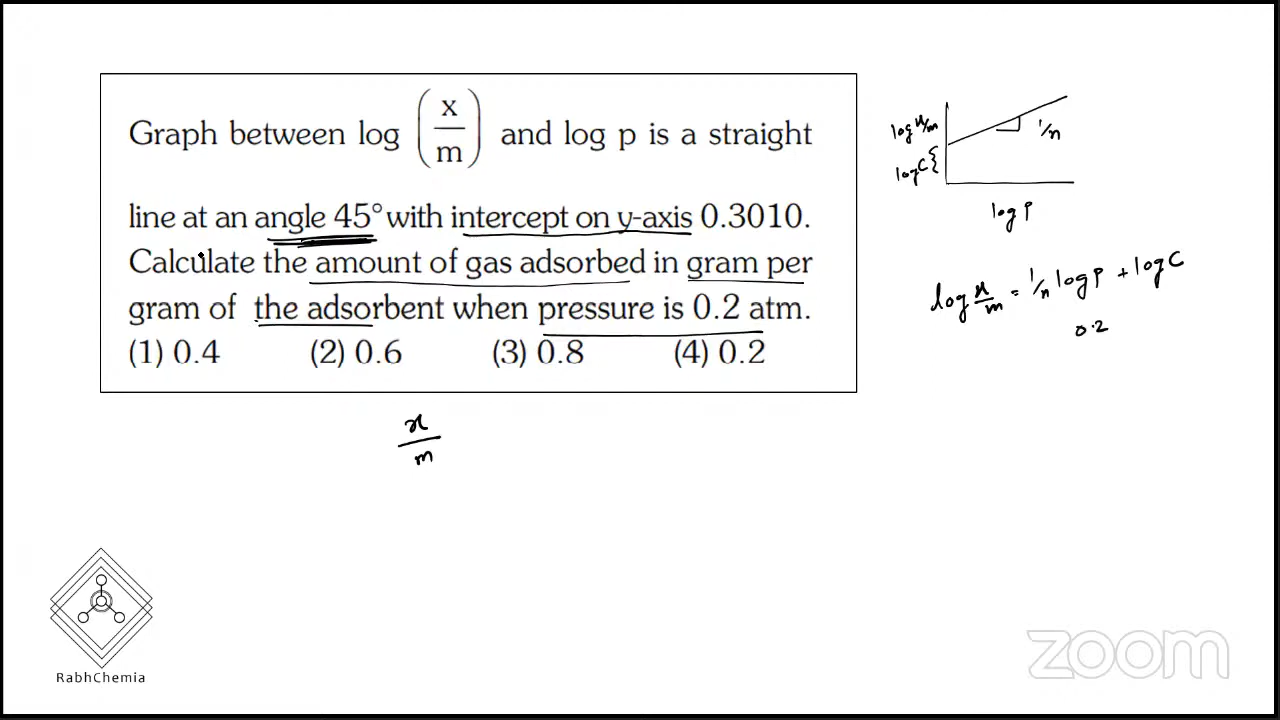 Graph between log (x/m) and log p is a straight
line at an angle 45° with intercept on y-axis 0.3010.
Calculate the amount of gas adsorbed in gram per
gram of the adsorbent when pressure is 0.2 atm.
(1) 0.4 (2) 0.6 (3) 0.8 (4) 0.2
x/m
log x/m
1/n
log C {
log P
log x/m = 1/n log P + log C
0.2
RabhChemia
zoom